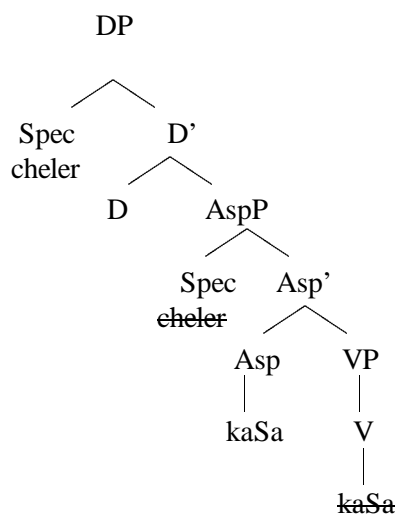 DP
Spec D’
cheler
D AspP
Spec Asp’
cheler
Asp VP
kaSa V
kaSa